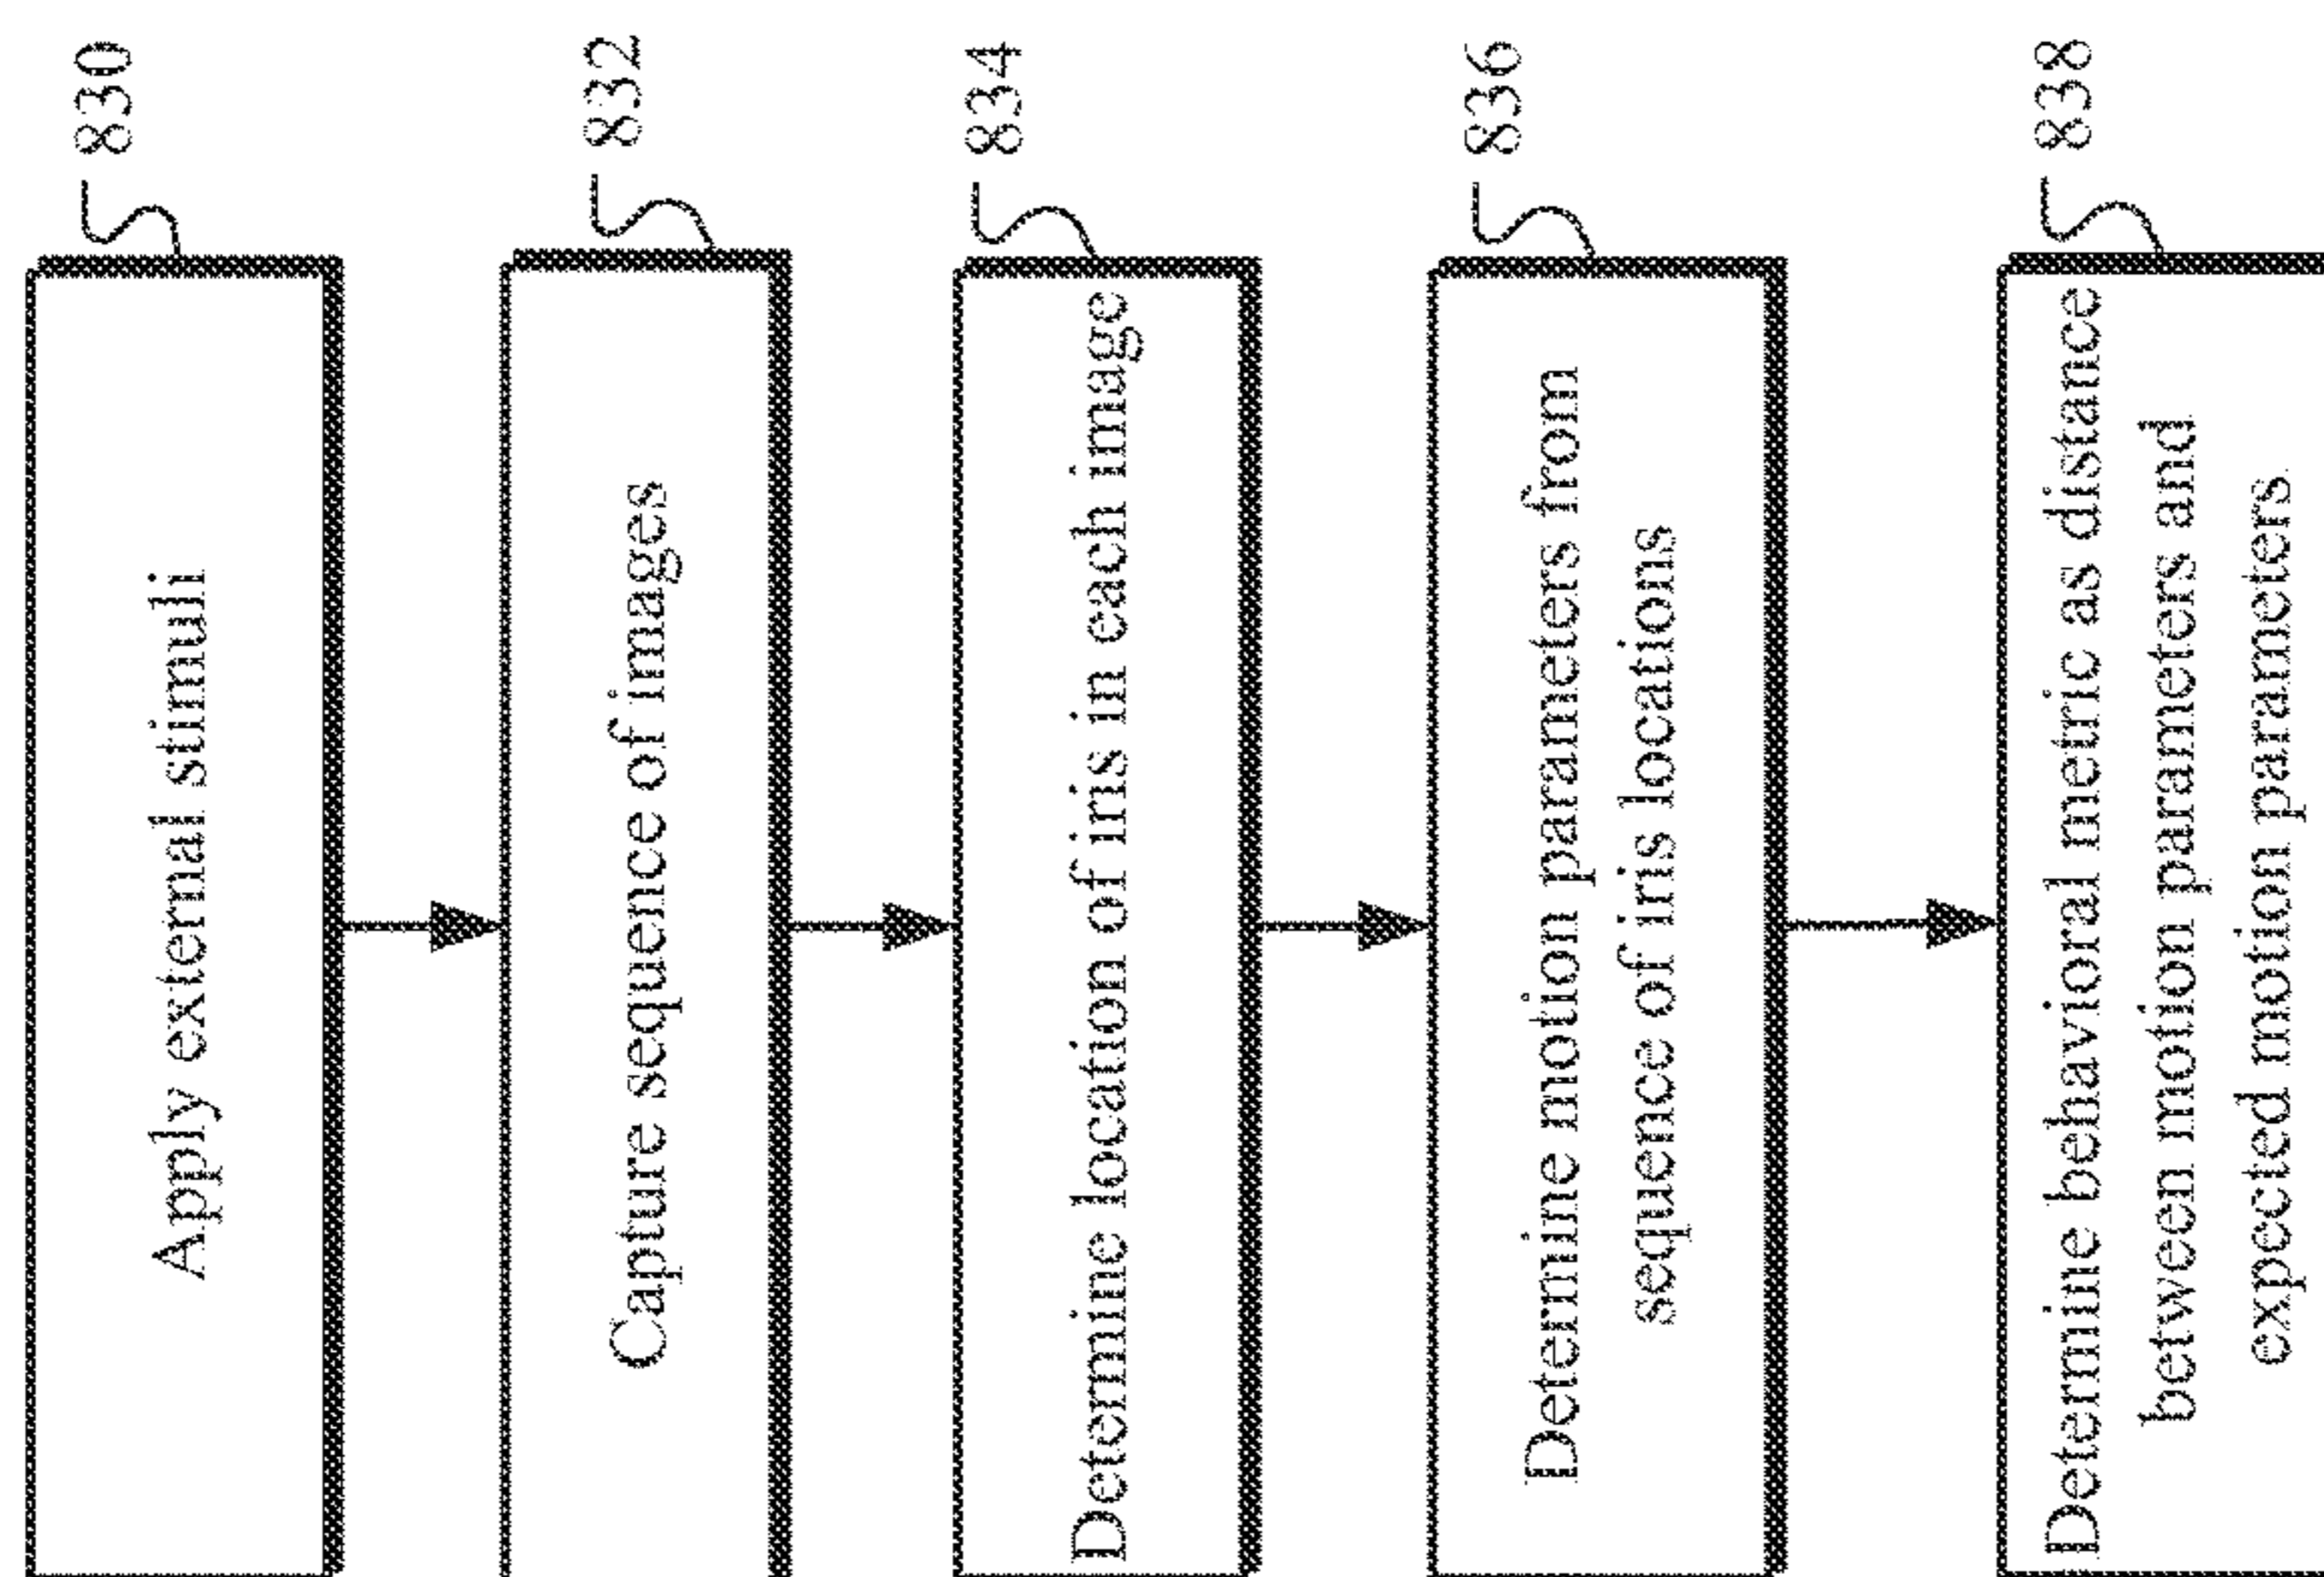 Apply external stimuli
830
Capture sequence of images
832
Determine location of iris in each image
834
Determine motion parameters from
sequence of iris locations
836
Determine behavioral metric as distance
between motion parameters and
expected motion parameters
838